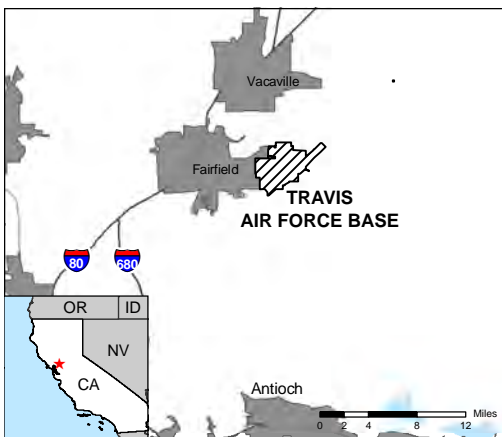 Vacaville
Fairfield
TRAVIS
AIR FORCE BASE
80
680
OR
ID
NV
CA
Antioch
Miles
0 2 4 8 12